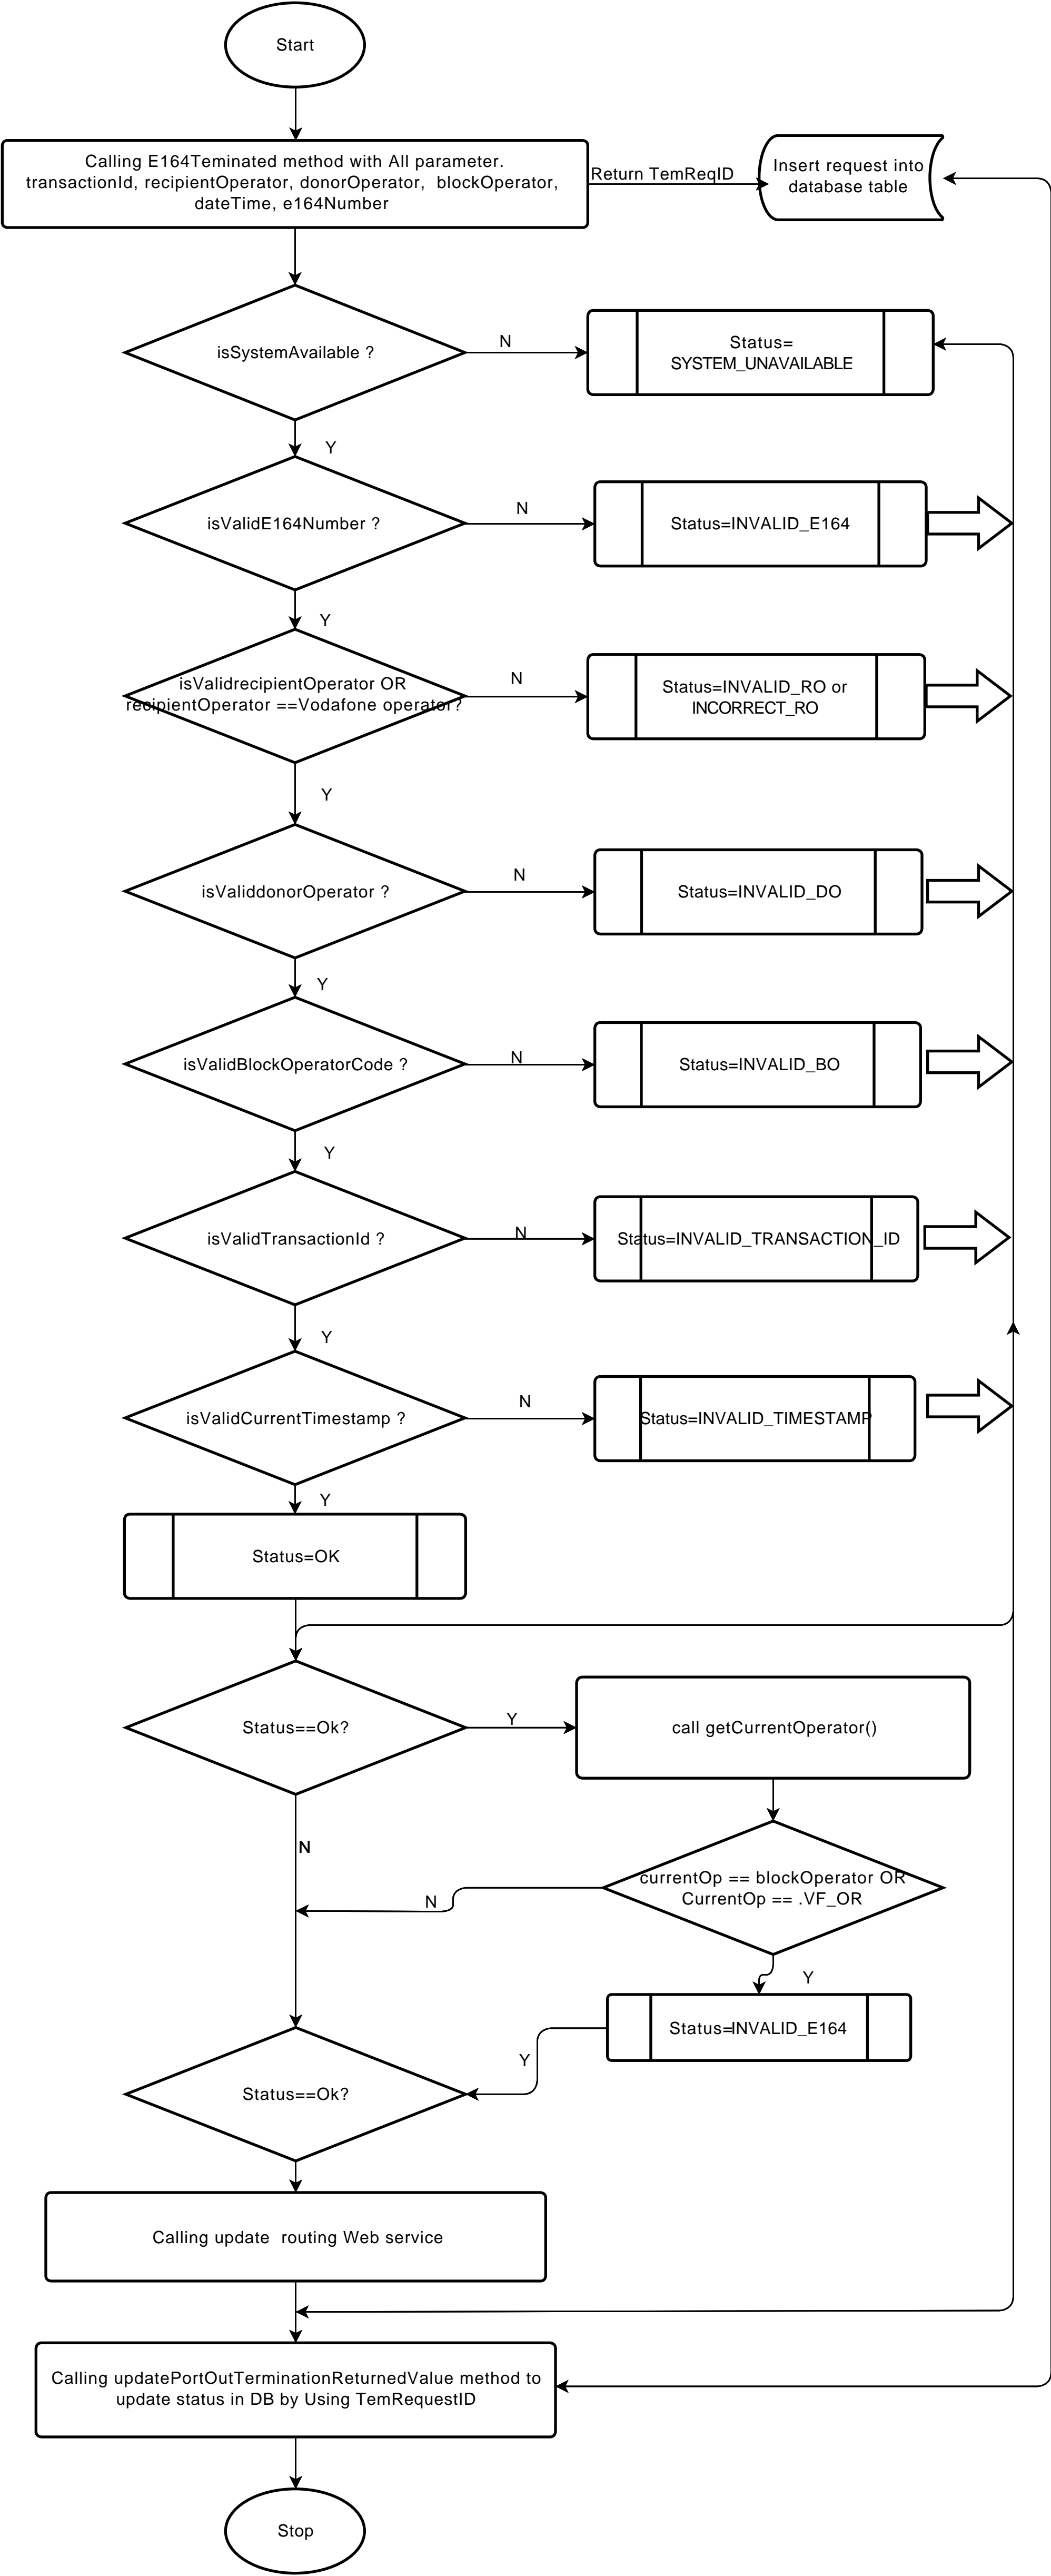 Start
Calling E164Teminated method with All parameter.
transactionId, recipientOperator, donorOperator, blockOperator,
dateTime, e164Number
Return TemReqID
Insert request into
database table
isSystemAvailable ?
N
Status=
SYSTEM_UNAVAILABLE
Y
isValidE164Number ?
N
Status=INVALID_E164
Y
isValidrecipientOperator OR
recipientOperator ==Vodafone operator?
N
Status=INVALID_RO or
INCORRECT_RO
Y
isValiddonorOperator ?
N
Status=INVALID_DO
Y
isValidBlockOperatorCode ?
N
Status=INVALID_BO
Y
isValidTransactionId ?
N
Status=INVALID_TRANSACTION_ID
Y
isValidCurrentTimestamp ?
N
Status=INVALID_TIMESTAMP
Y
Status=OK
Status==Ok?
Y
call getCurrentOperator()
N
currentOp == blockOperator OR
CurrentOp == .VF_OR
N
Y
Status=INVALID_E164
Y
Status==Ok?
Calling update routing Web service
Calling updatePortOutTerminationReturnedValue method to
update status in DB by Using TemRequestID
Stop